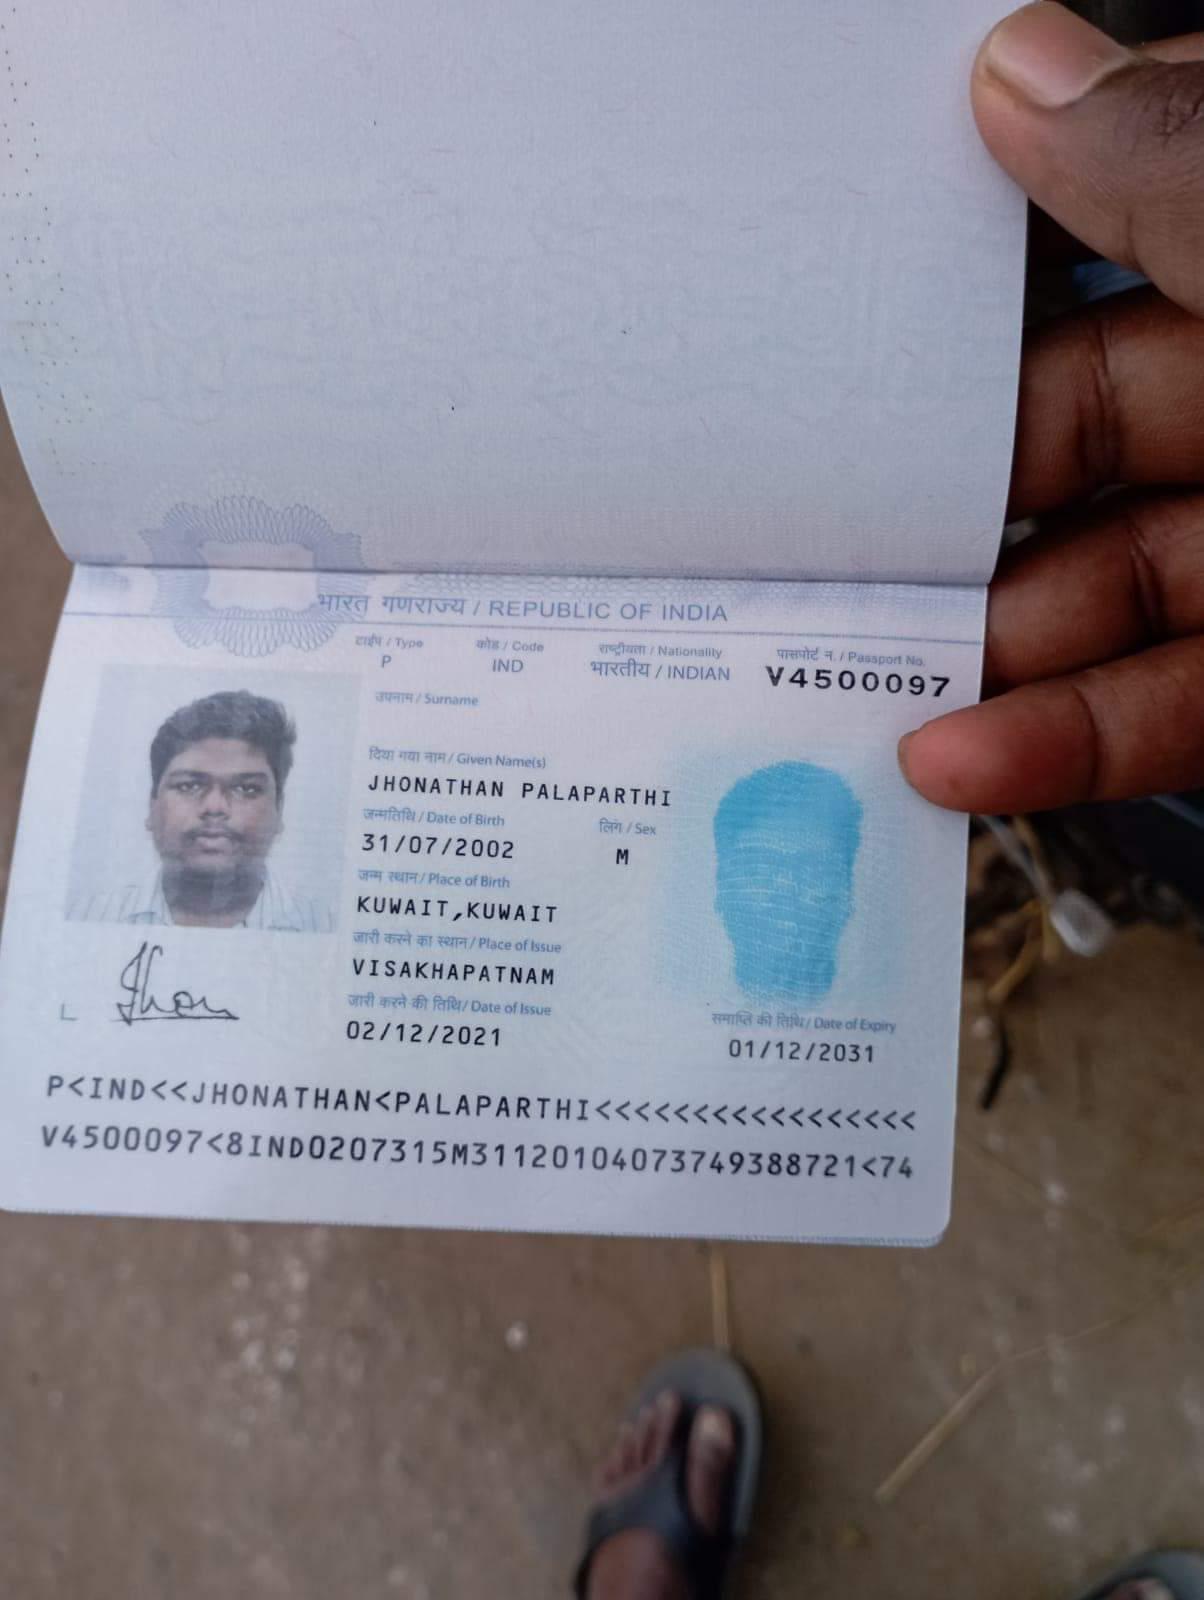 भारत गणराज्य / REPUBLIC OF INDIA
टाईप / Type
कोड / Code
राष्ट्रीयता / Nationality
पासपोर्ट न. / Passport No.
P
IND
भारतीय / INDIAN
V4500097
उपनाम / Surname
दिया गया नाम / Given Name(s)
JHONATHAN PALAPARTHI
जन्मतिथि / Date of Birth
लिंग / Sex
31/07/2002
M
जन्म स्थान / Place of Birth
KUWAIT,KUWAIT
जारी करने का स्थान / Place of Issue
VISAKHAPATNAM
जारी करने की तिथि / Date of Issue
समाप्ति की तिथि / Date of Expiry
02/12/2021
01/12/2031
Jhon
P<IND<<JHONATHAN<PALAPARTHI<<<<<<<<<<<<<<<<<
V4500097<8IND0207315M3112010407374938872​1<74